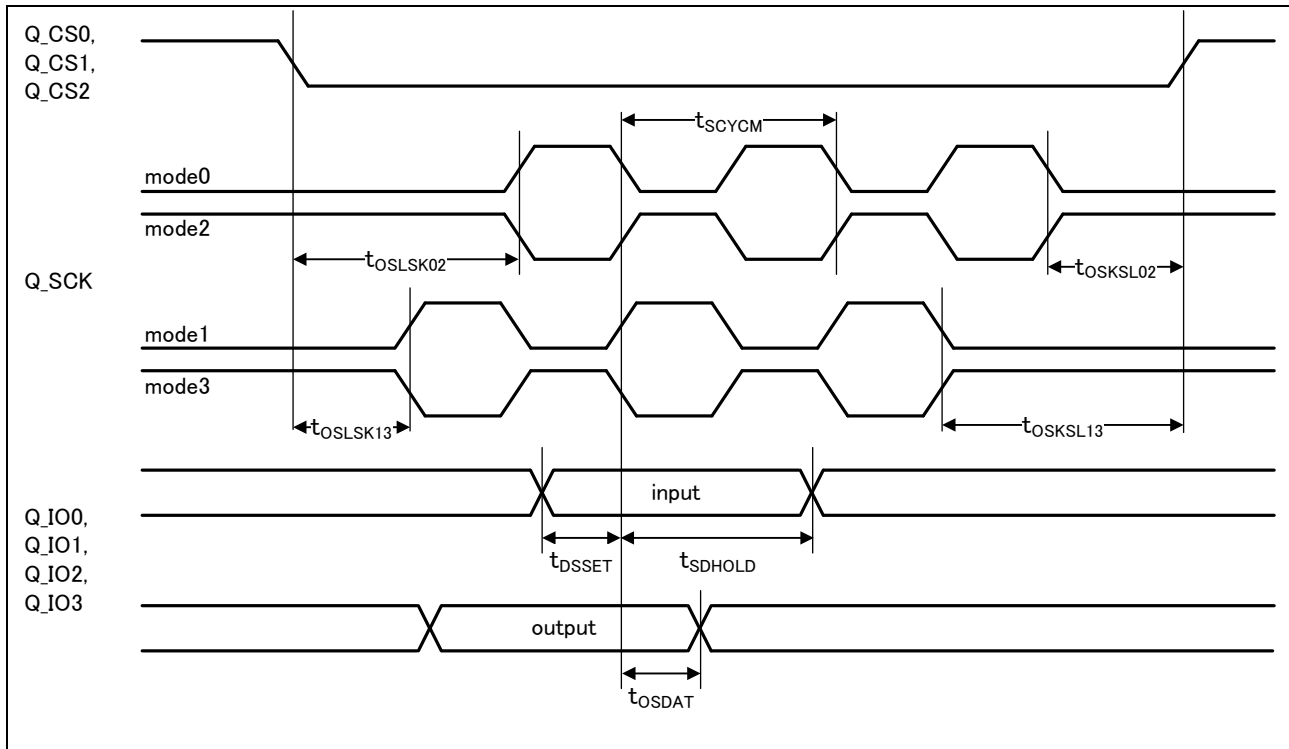 Q_CS0,
Q_CS1,
Q_CS2
tSCYCM
mode0
mode2
tOSLSK02
tOSKSL02
Q_SCK
mode1
mode3
tOSLSK13
tOSKSL13
input
Q_IO0,
Q_IO1,
Q_IO2,
Q_IO3
tDSSET
tSDHOLD
output
tOSDAT